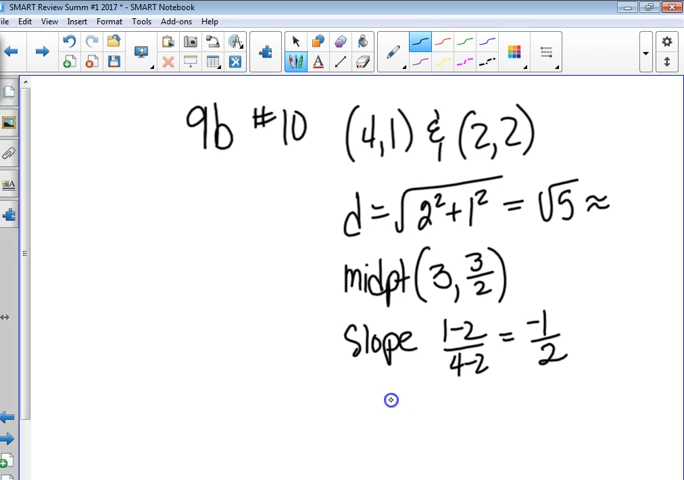 SMART Review Summ #1 2017 * - SMART Notebook
Edit View Insert Format Tools Add-ons Help
9b #10 (4,1) & (2,2)
d = √(2² + 1²) = √5 ≈
midpt (3, 3/2)
Slope (1-2)/(4-2) = -1/2